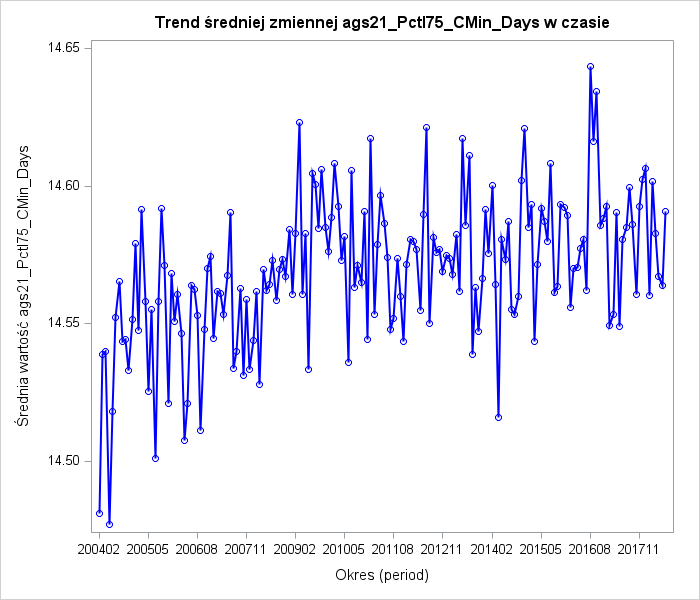 Trend średniej zmiennej ags21_Pctl75_CMin_Days w czasie
14.65
14.60
14.55
14.50
Średnia wartość ags21_Pctl75_CMin_Days
200402 200505 200608 200711 200902 201005 201108 201211 201402 201505 201608 201711
Okres (period)